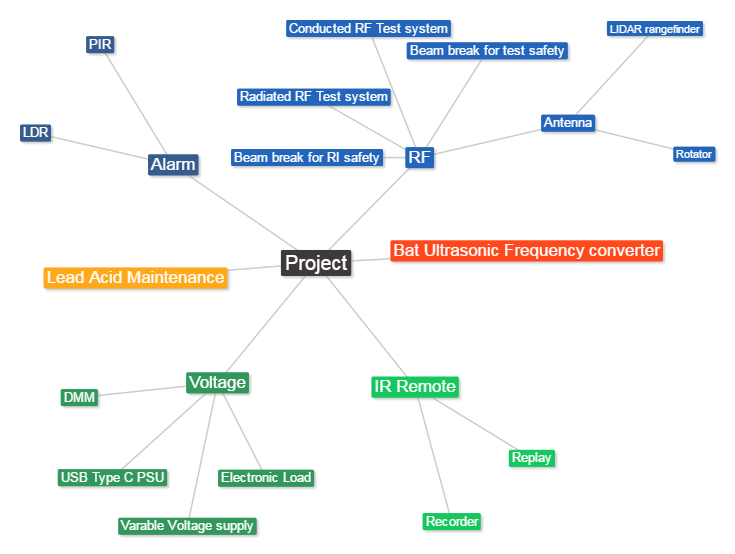 Conducted RF Test system
LIDAR rangefinder
PIR
Beam break for test safety
Radiated RF Test system
Antenna
LDR
Rotator
Alarm
Beam break for RI safety
RF
Bat Ultrasonic Frequency converter
Project
Lead Acid Maintenance
Voltage
IR Remote
DMM
Replay
USB Type C PSU
Electronic Load
Recorder
Varable Voltage supply